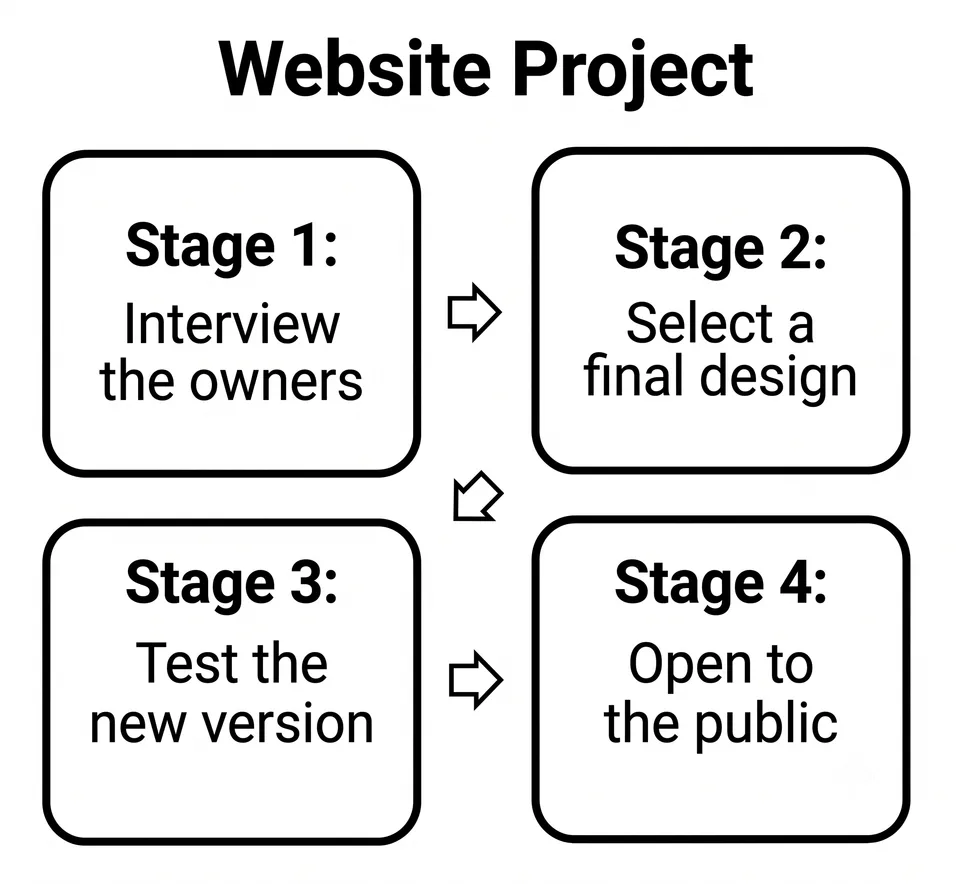 Website Project
Stage 1:
Interview
the owners
Stage 2:
Select a
final design
Stage 3:
Test the
new version
Stage 4:
Open to
the public